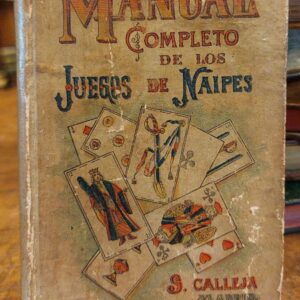 MANUAL
COMPLETO
DE LOS
JUEGOS DE NAIPES
S. CALLEJA